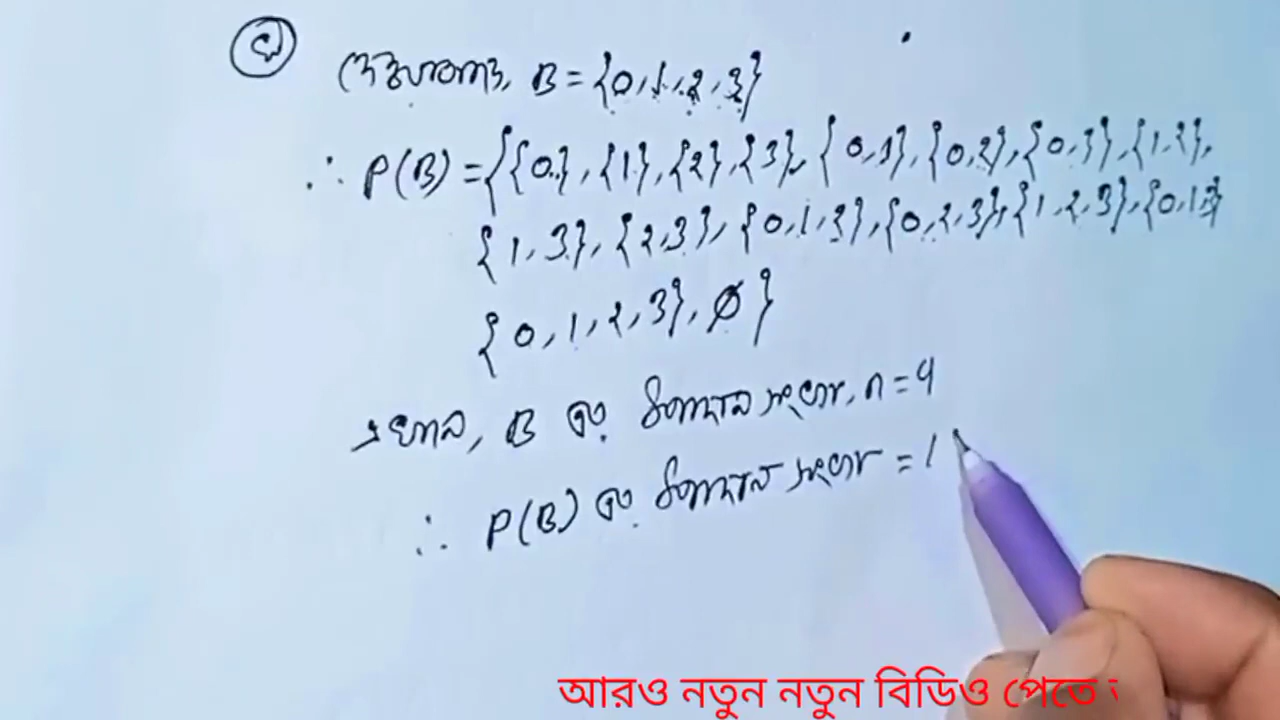 ঘ
দেওয়া আছে, B = {0, 1, 2, 3}
∴ P(B) = {{0}, {1}, {2}, {3}, {0, 1}, {0, 2}, {0, 3}, {1, 2},
{1, 3}, {2, 3}, {0, 1, 3}, {0, 2, 3}, {1, 2, 3}, {0, 1, 2}
{0, 1, 2, 3}, ∅}
এখানে, B এর উপাদান সংখ্যা, n = 4
∴ P(B) এর উপাদান সংখ্যা = 1
আরও নতুন নতুন বিডিও পেতে